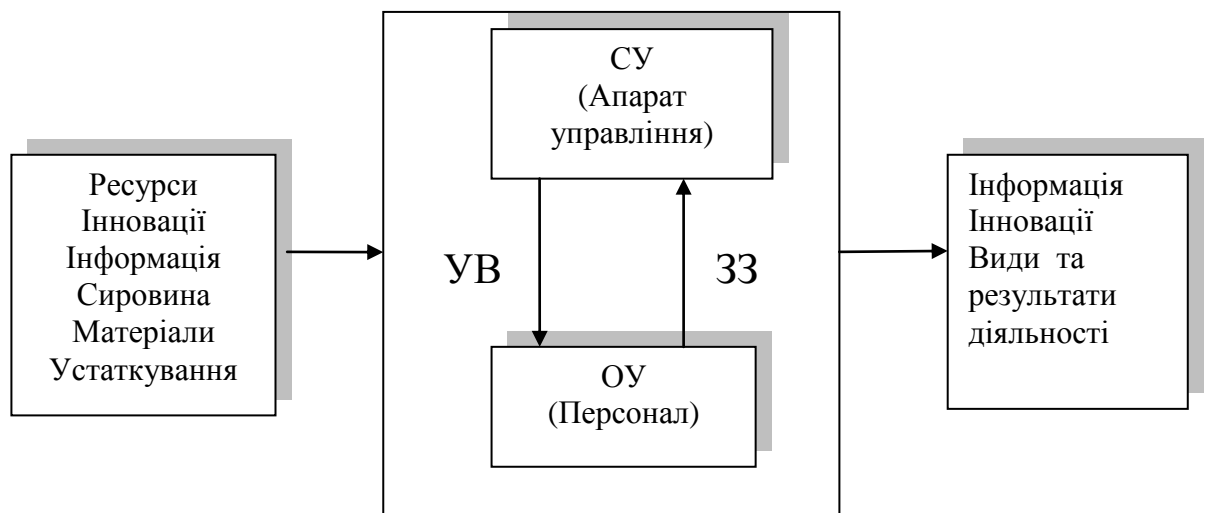 Ресурси
Інновації
Інформація
Сировина
Матеріали
Устаткування
СУ
(Апарат
управління)
УВ
ЗЗ
ОУ
(Персонал)
Інформація
Інновації
Види та
результати
діяльності